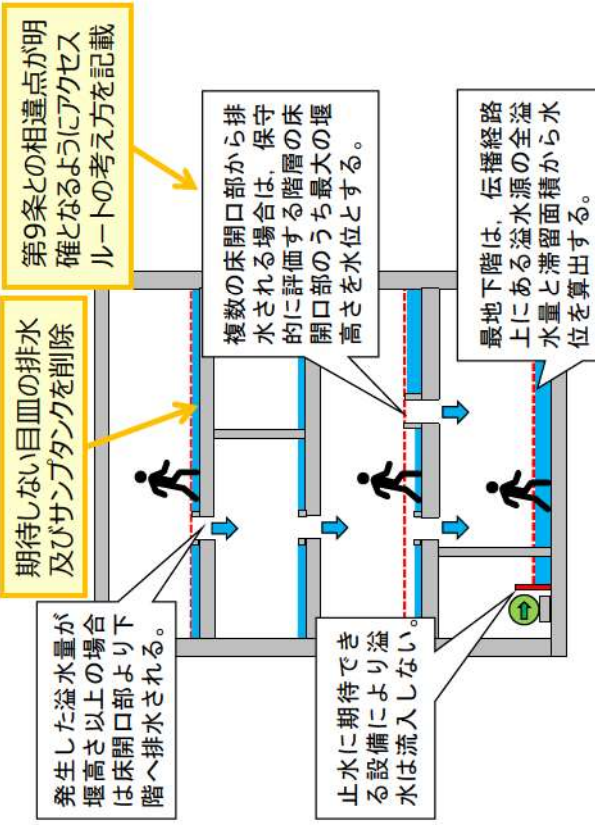 期待しない目皿の排水
及びサンプタンクを削除
第9条との相違点が明
確となるようにアクセス
ルートの考え方を記載
発生した溢水量が
堰高さ以上の場合
は床開口部より下
階へ排水される。
複数の床開口部から排
水される場合は，保守
的に評価する階層の床
開口部のうち最大の堰
高さを水位とする。
止水に期待でき
る設備により溢
水は流入しない。
最地下階は，伝播経路
上にある溢水源の全溢
水量と滞留面積から水
位を算出する。